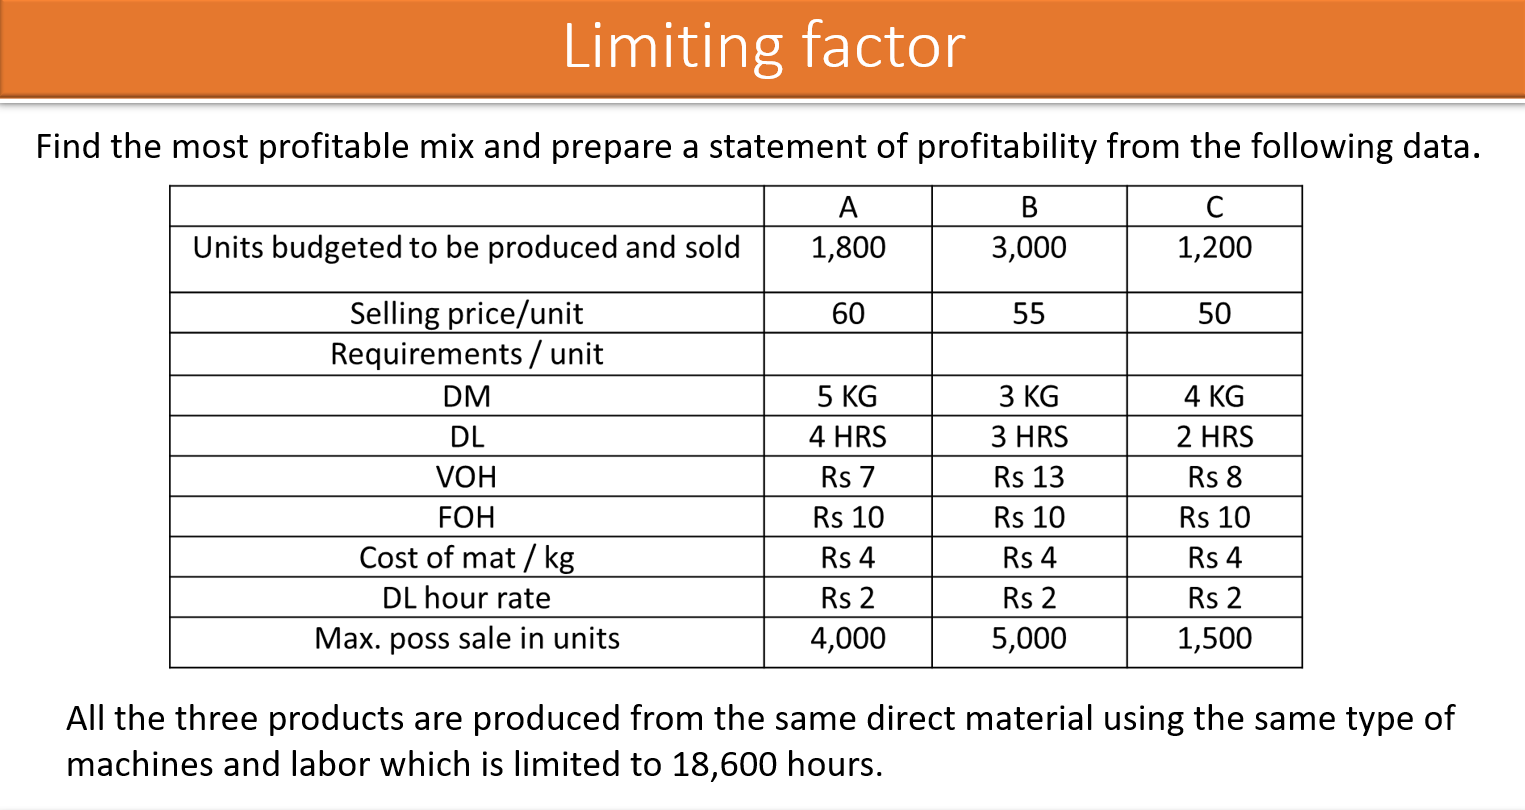 Limiting factor
Find the most profitable mix and prepare a statement of profitability from the following data.
A B C
Units budgeted to be produced and sold 1,800 3,000 1,200
Selling price/unit 60 55 50
Requirements / unit
DM 5 KG 3 KG 4 KG
DL 4 HRS 3 HRS 2 HRS
VOH Rs 7 Rs 13 Rs 8
FOH Rs 10 Rs 10 Rs 10
Cost of mat / kg Rs 4 Rs 4 Rs 4
DL hour rate Rs 2 Rs 2 Rs 2
Max. poss sale in units 4,000 5,000 1,500
All the three products are produced from the same direct material using the same type of
machines and labor which is limited to 18,600 hours.